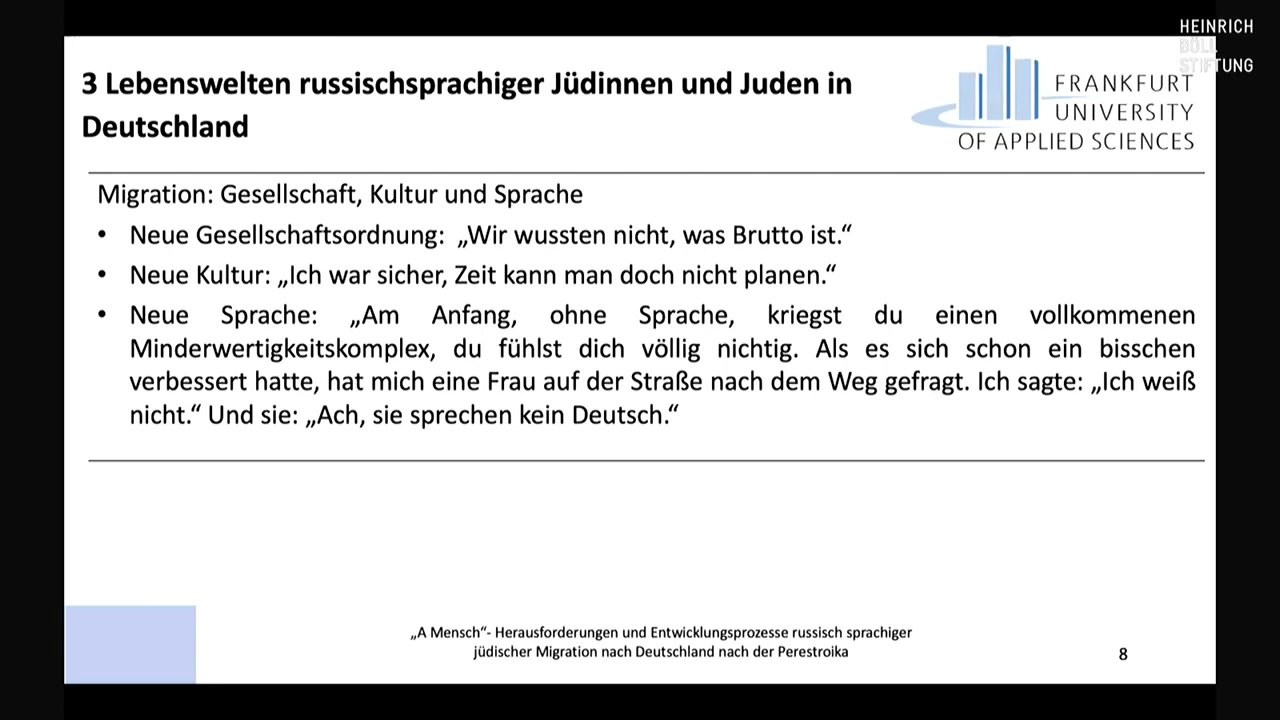 HEINRICH
BÖLL
STIFTUNG
3 Lebenswelten russischsprachiger Jüdinnen und Juden in
Deutschland
FRANKFURT
UNIVERSITY
OF APPLIED SCIENCES
Migration: Gesellschaft, Kultur und Sprache
• Neue Gesellschaftsordnung: „Wir wussten nicht, was Brutto ist.“
• Neue Kultur: „Ich war sicher, Zeit kann man doch nicht planen.“
• Neue Sprache: „Am Anfang, ohne Sprache, kriegst du einen vollkommenen
Minderwertigkeitskomplex, du fühlst dich völlig nichtig. Als es sich schon ein bisschen
verbessert hatte, hat mich eine Frau auf der Straße nach dem Weg gefragt. Ich sagte: „Ich weiß
nicht.“ Und sie: „Ach, sie sprechen kein Deutsch.“
„A Mensch“- Herausforderungen und Entwicklungsprozesse russisch sprachiger
jüdischer Migration nach Deutschland nach der Perestroika
8